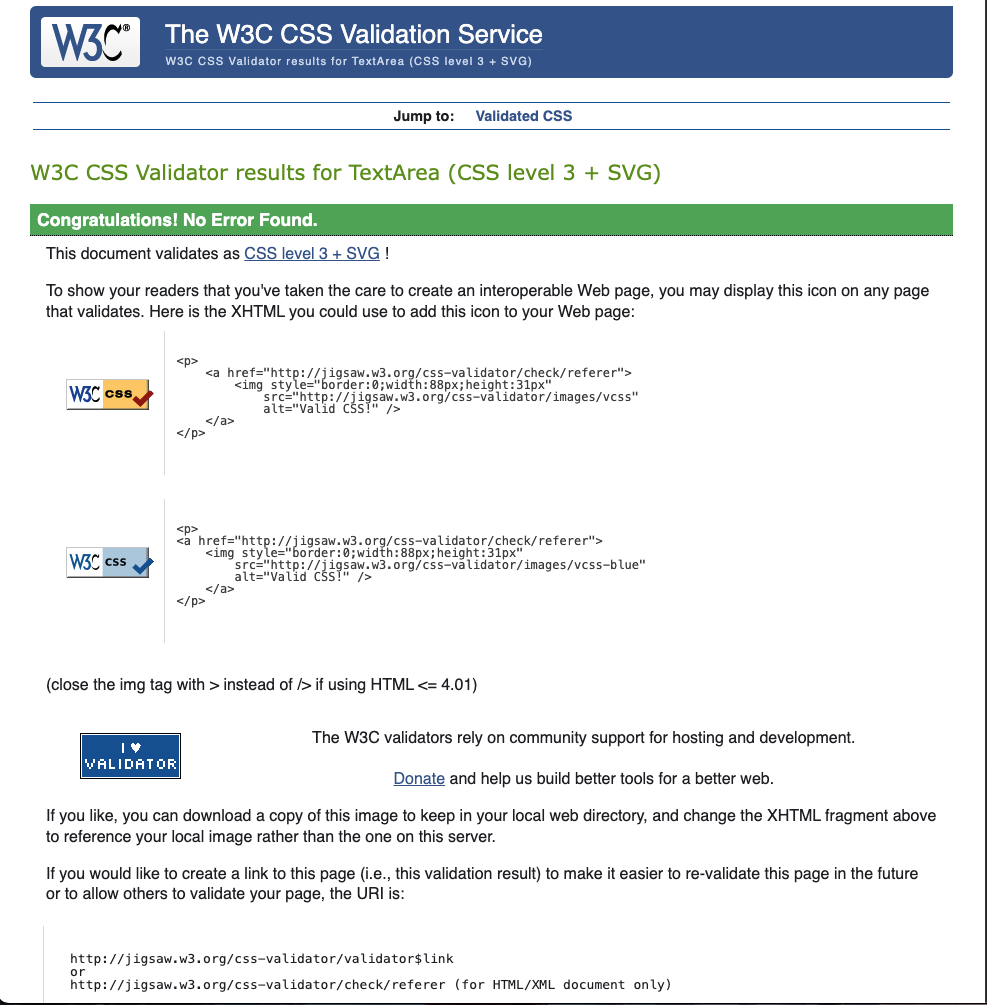 W3C®
The W3C CSS Validation Service
W3C CSS Validator results for TextArea (CSS level 3 + SVG)
Jump to: Validated CSS
W3C CSS Validator results for TextArea (CSS level 3 + SVG)
Congratulations! No Error Found.
This document validates as CSS level 3 + SVG !
To show your readers that you've taken the care to create an interoperable Web page, you may display this icon on any page
that validates. Here is the XHTML you could use to add this icon to your Web page:
W3C css
<p>
<a href="http://jigsaw.w3.org/css-validator/check/referer">
<img style="border:0;width:88px;height:31px"
src="http://jigsaw.w3.org/css-validator/images/vcss"
alt="Valid CSS!" />
</a>
</p>
W3C css
<p>
<a href="http://jigsaw.w3.org/css-validator/check/referer">
<img style="border:0;width:88px;height:31px"
src="http://jigsaw.w3.org/css-validator/images/vcss-blue"
alt="Valid CSS!" />
</a>
</p>
(close the img tag with > instead of /> if using HTML <= 4.01)
I ♥
VALIDATOR
The W3C validators rely on community support for hosting and development.
Donate and help us build better tools for a better web.
If you like, you can download a copy of this image to keep in your local web directory, and change the XHTML fragment above
to reference your local image rather than the one on this server.
If you would like to create a link to this page (i.e., this validation result) to make it easier to re-validate this page in the future
or to allow others to validate your page, the URI is:
http://jigsaw.w3.org/css-validator/validator$link
or
http://jigsaw.w3.org/css-validator/check/referer (for HTML/XML document only)